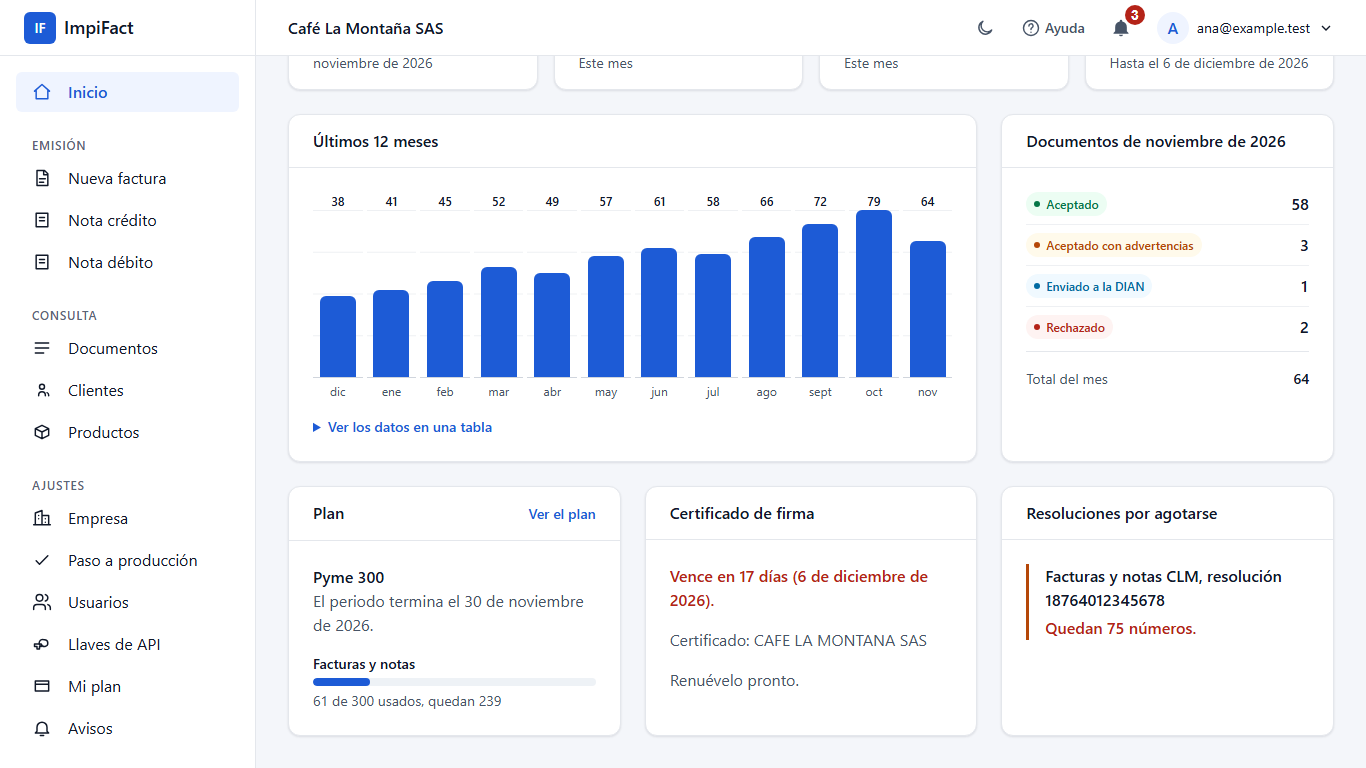 IF ImpiFact
Café La Montaña SAS
Ayuda
3
A ana@example.test
Inicio
EMISIÓN
Nueva factura
Nota crédito
Nota débito
CONSULTA
Documentos
Clientes
Productos
AJUSTES
Empresa
Paso a producción
Usuarios
Llaves de API
Mi plan
Avisos
noviembre de 2026
Este mes
Este mes
Hasta el 6 de diciembre de 2026
Últimos 12 meses
38 41 45 52 49 57 61 58 66 72 79 64
dic ene feb mar abr may jun jul ago sept oct nov
Ver los datos en una tabla
Documentos de noviembre de 2026
Aceptado 58
Aceptado con advertencias 3
Enviado a la DIAN 1
Rechazado 2
Total del mes 64
Plan Ver el plan
Pyme 300
El periodo termina el 30 de noviembre
de 2026.
Facturas y notas
61 de 300 usados, quedan 239
Certificado de firma
Vence en 17 días (6 de diciembre de
2026).
Certificado: CAFE LA MONTANA SAS
Renuévelo pronto.
Resoluciones por agotarse
Facturas y notas CLM, resolución
18764012345678
Quedan 75 números.